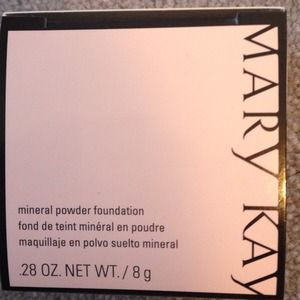 MARY KAY
mineral powder foundation
fond de teint minéral en poudre
maquillaje en polvo suelto mineral
.28 OZ. NET WT. / 8 g